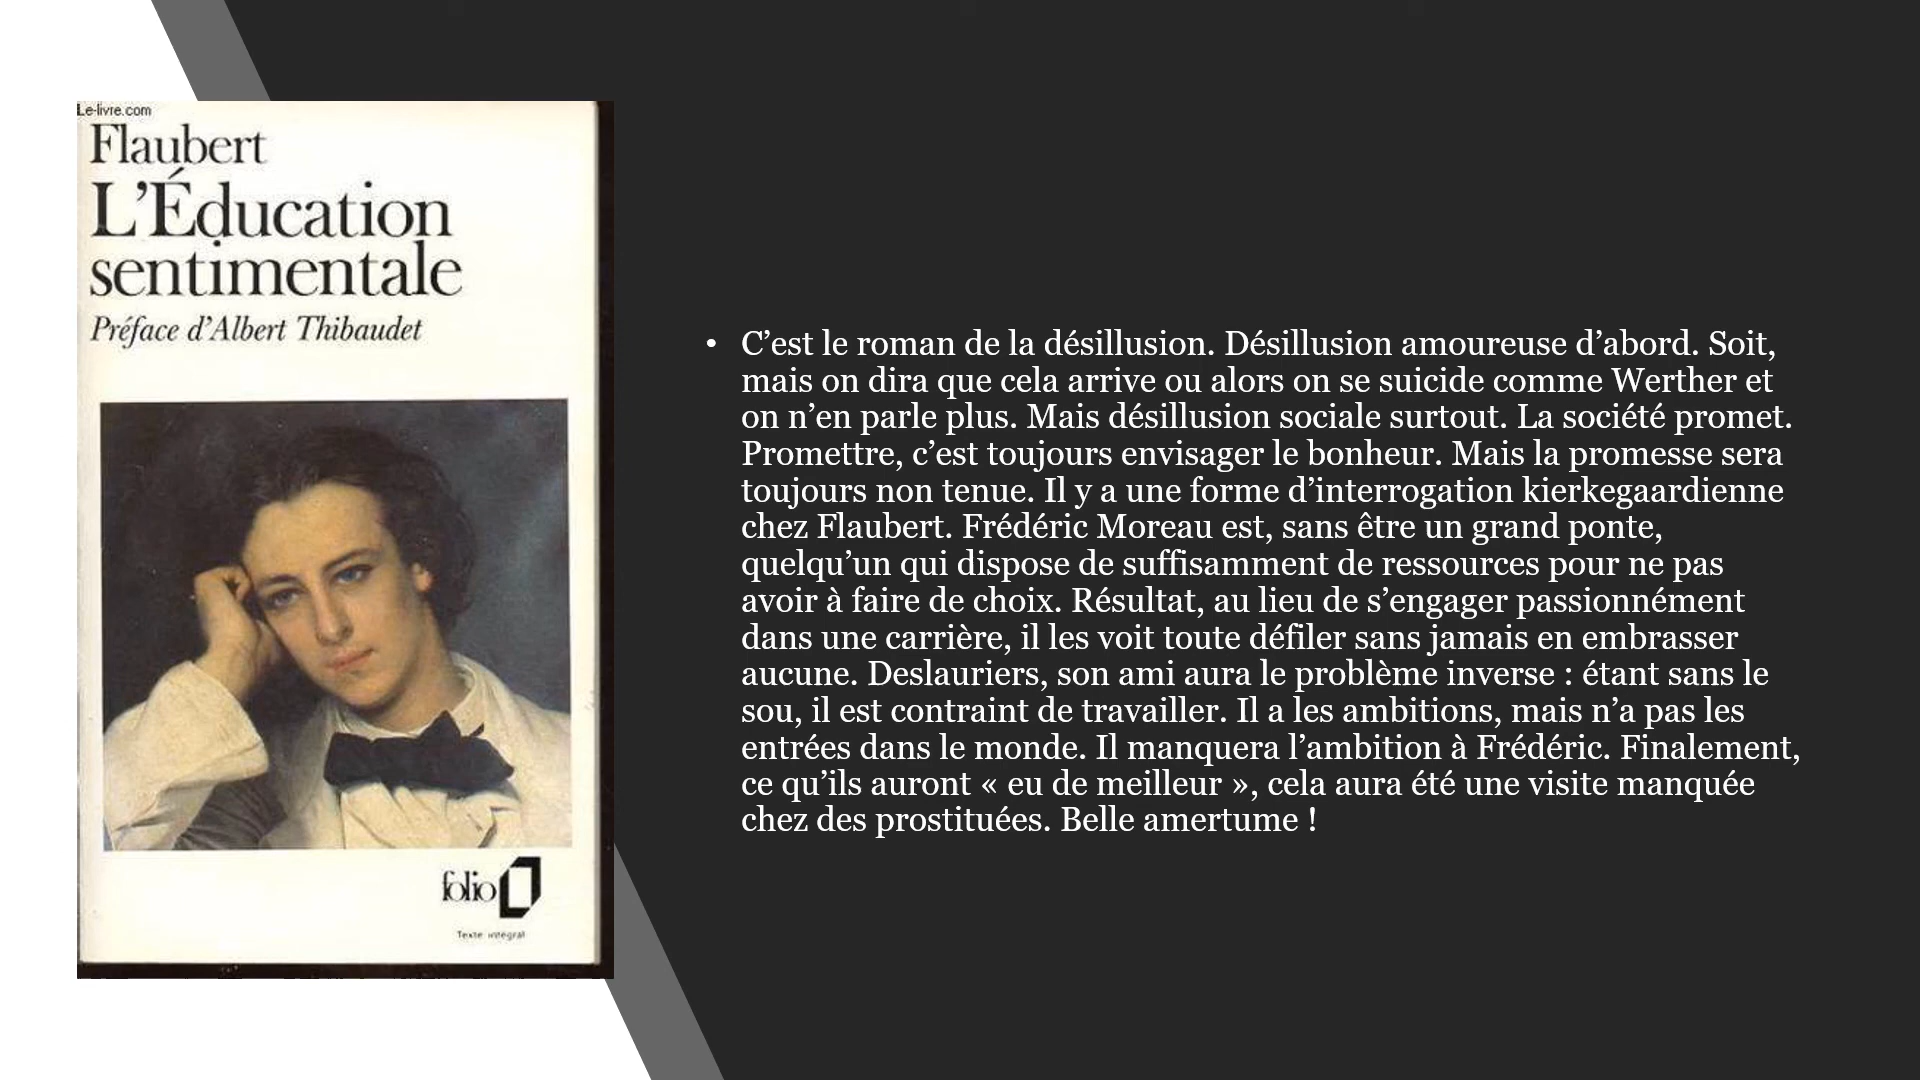 Le-livre.com
Flaubert
L’Éducation
sentimentale
Préface d’Albert Thibaudet
folio
Texte intégral
• C’est le roman de la désillusion. Désillusion amoureuse d’abord. Soit,
mais on dira que cela arrive ou alors on se suicide comme Werther et
on n’en parle plus. Mais désillusion sociale surtout. La société promet.
Promettre, c’est toujours envisager le bonheur. Mais la promesse sera
toujours non tenue. Il y a une forme d’interrogation kierkegaardienne
chez Flaubert. Frédéric Moreau est, sans être un grand ponte,
quelqu’un qui dispose de suffisamment de ressources pour ne pas
avoir à faire de choix. Résultat, au lieu de s’engager passionnément
dans une carrière, il les voit toute défiler sans jamais en embrasser
aucune. Deslauriers, son ami aura le problème inverse : étant sans le
sou, il est contraint de travailler. Il a les ambitions, mais n’a pas les
entrées dans le monde. Il manquera l’ambition à Frédéric. Finalement,
ce qu’ils auront « eu de meilleur », cela aura été une visite manquée
chez des prostituées. Belle amertume !